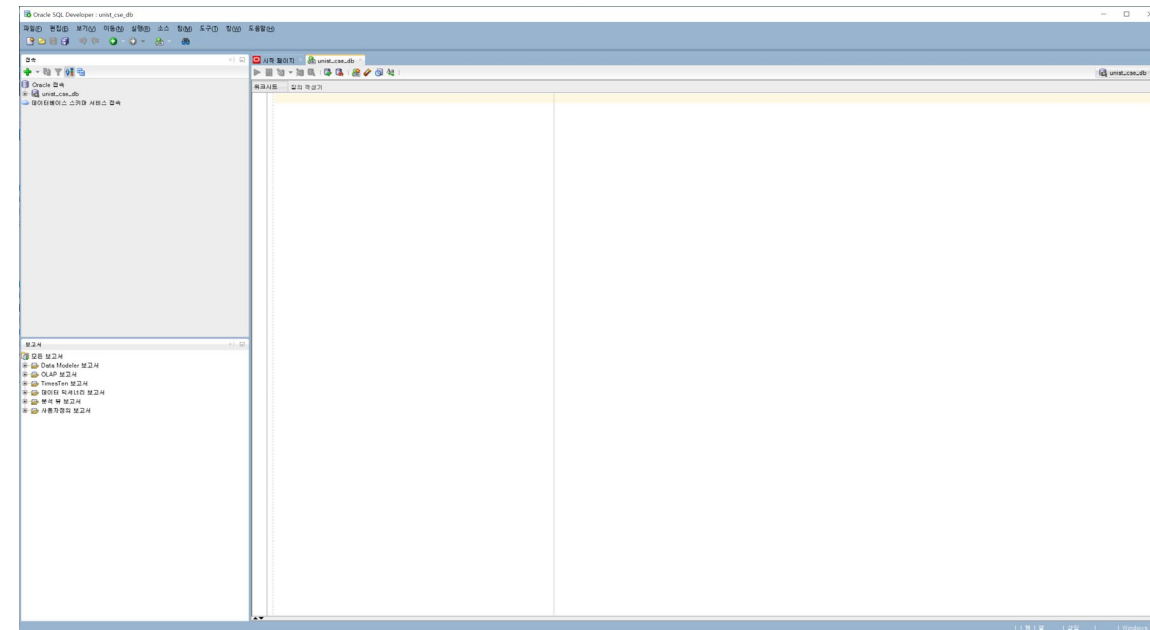 Oracle SQL Developer : unist_cse_db
파일(F) 편집(E) 보기(V) 이동(N) 실행(R) 소스 팀(M) 도구(T) 창(W) 도움말(H)
접속
시작 페이지
unist_cse_db
unist_cse_db
Oracle 접속
unist_cse_db
데이터베이스 스키마 서비스 접속
워크시트 질의 작성기
보고서
모든 보고서
Data Modeler 보고서
OLAP 보고서
TimesTen 보고서
데이터 딕셔너리 보고서
분석 뷰 보고서
사용자정의 보고서